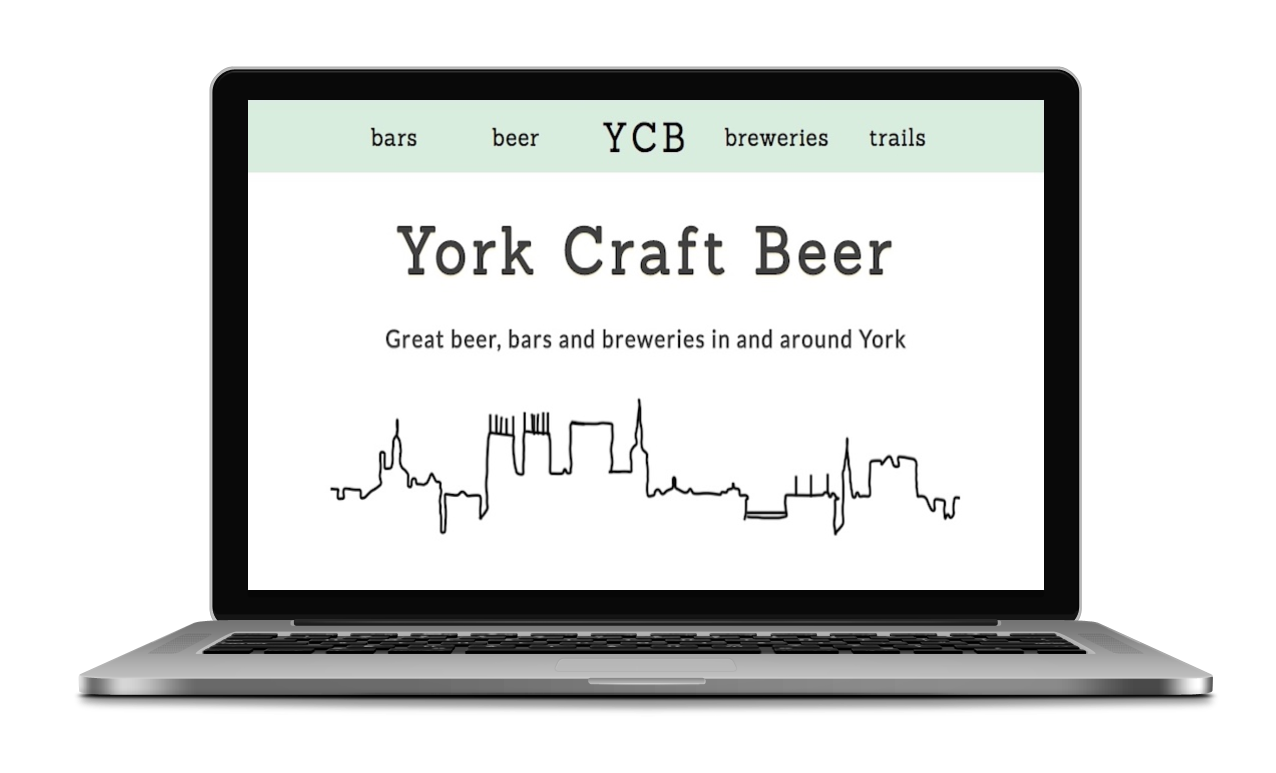 bars beer YCB breweries trails
York Craft Beer
Great beer, bars and breweries in and around York